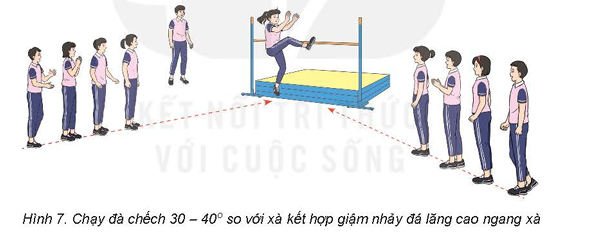 KẾT NỐI TRI THỨC
VỚI CUỘC SỐNG
Hình 7. Chạy đà chếch 30 – 40° so với xà kết hợp giậm nhảy đá lăng cao ngang xà